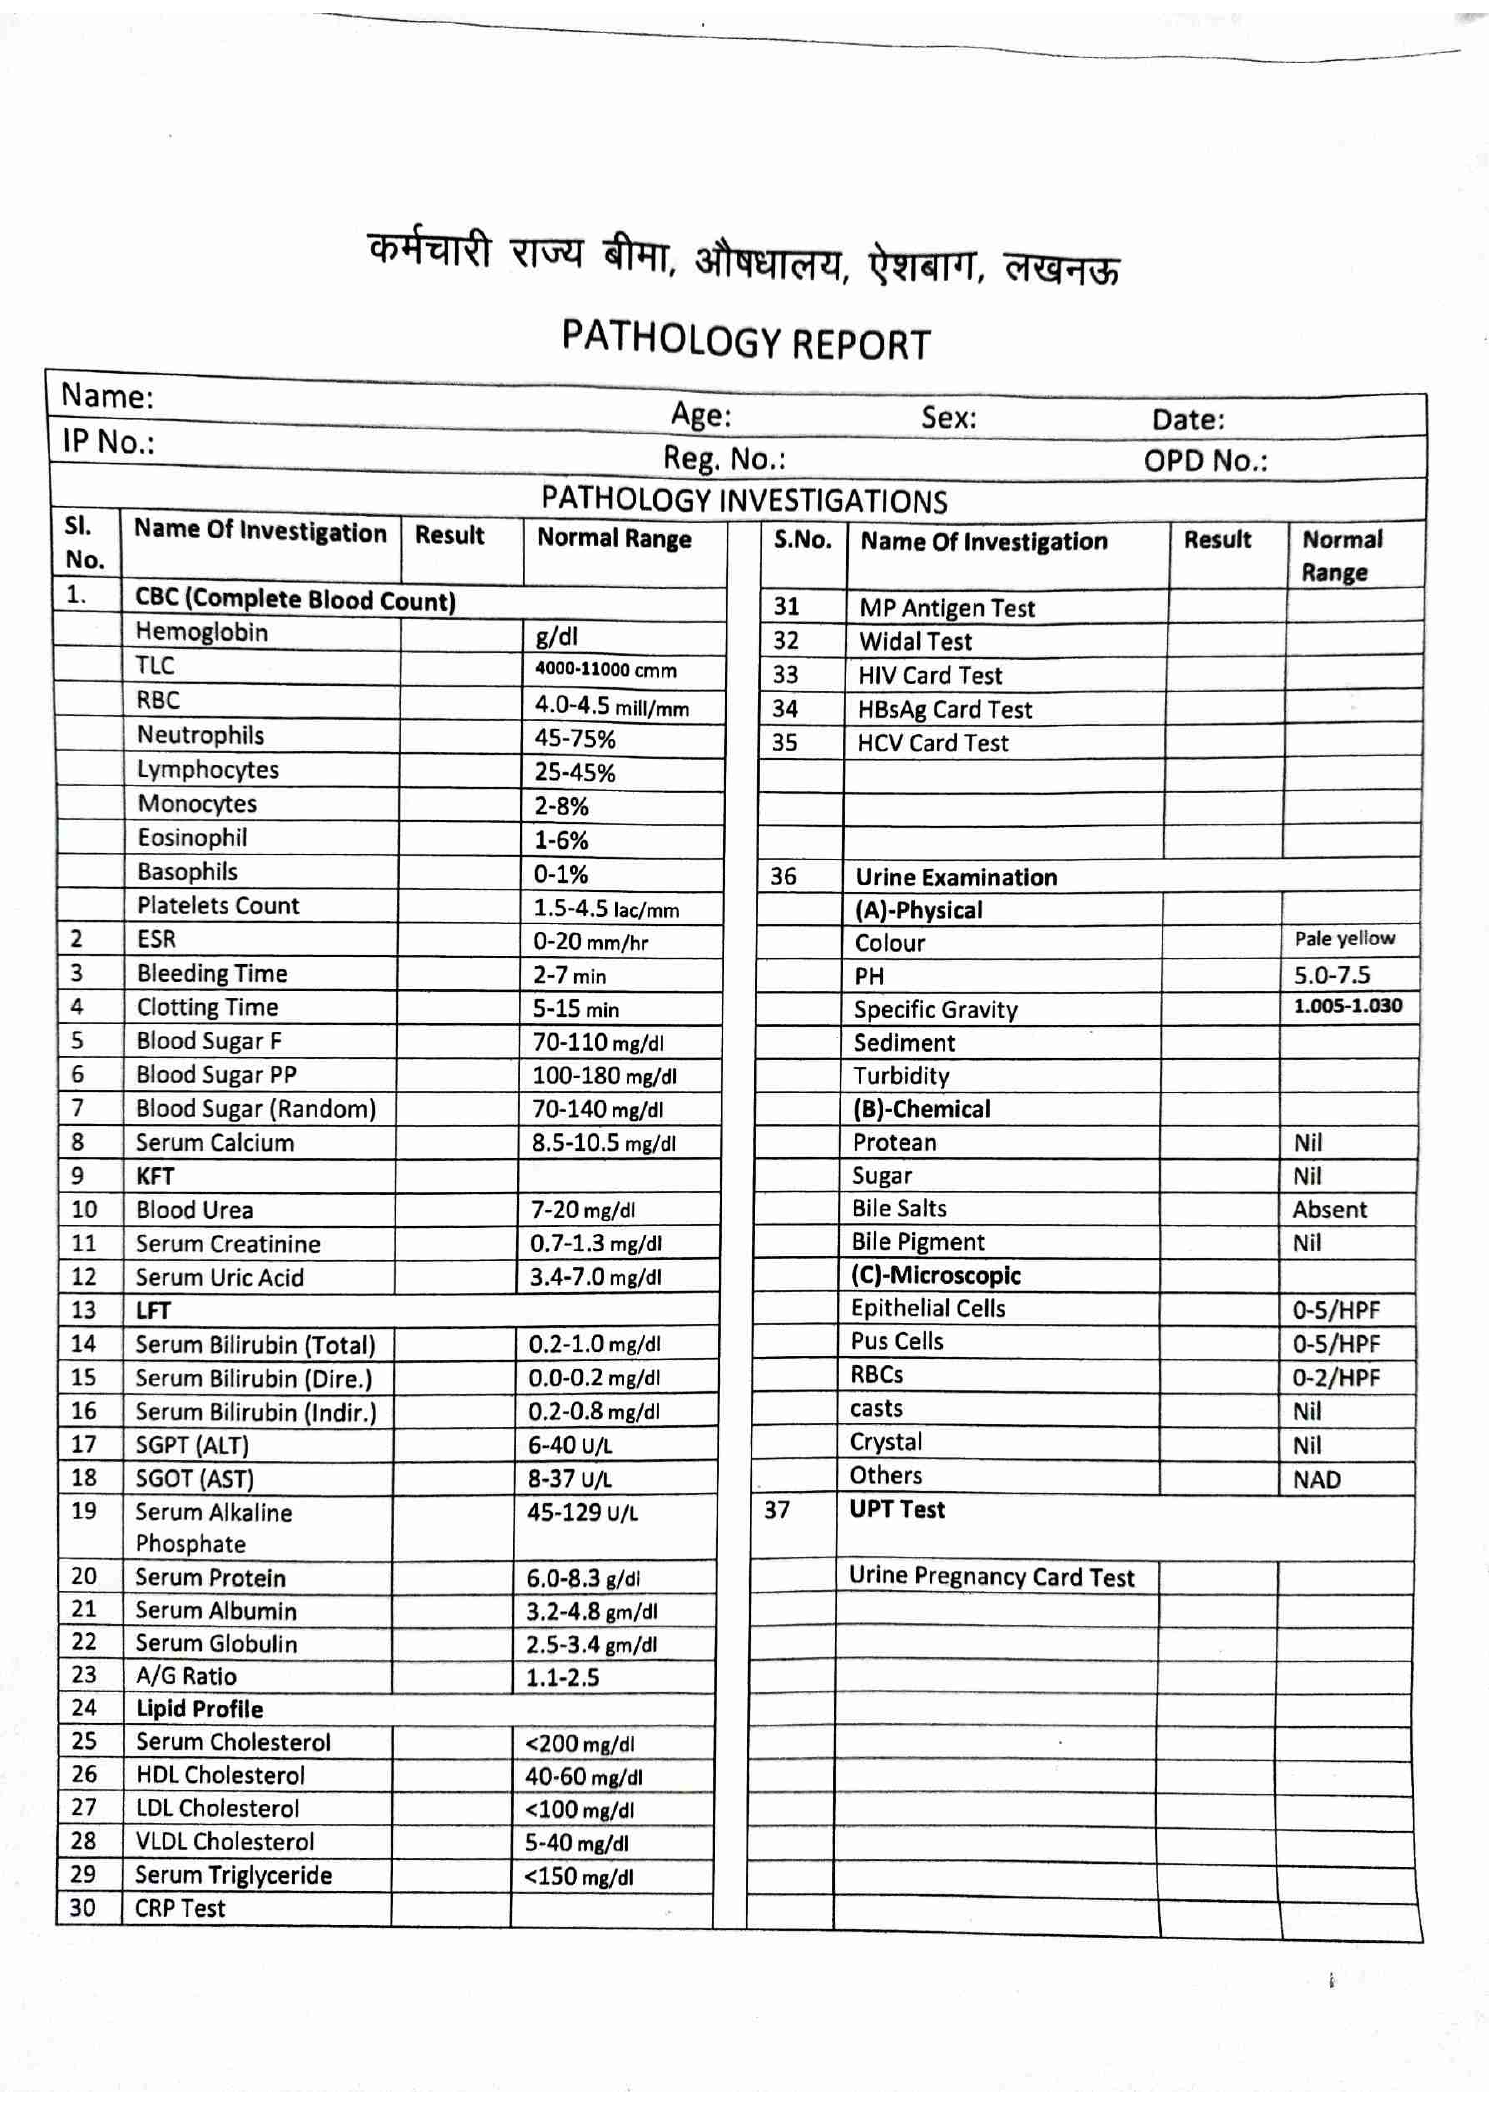 कर्मचारी राज्य बीमा, औषधालय, ऐशबाग, लखनऊ
PATHOLOGY REPORT
Name: Age: Sex: Date:
IP No.: Reg. No.: OPD No.:
PATHOLOGY INVESTIGATIONS
Sl. No. Name Of Investigation Result Normal Range
1. CBC (Complete Blood Count)
Hemoglobin g/dl
TLC 4000-11000 cmm
RBC 4.0-4.5 mill/mm
Neutrophils 45-75%
Lymphocytes 25-45%
Monocytes 2-8%
Eosinophil 1-6%
Basophils 0-1%
Platelets Count 1.5-4.5 lac/mm
2 ESR 0-20 mm/hr
3 Bleeding Time 2-7 min
4 Clotting Time 5-15 min
5 Blood Sugar F 70-110 mg/dl
6 Blood Sugar PP 100-180 mg/dl
7 Blood Sugar (Random) 70-140 mg/dl
8 Serum Calcium 8.5-10.5 mg/dl
9 KFT
10 Blood Urea 7-20 mg/dl
11 Serum Creatinine 0.7-1.3 mg/dl
12 Serum Uric Acid 3.4-7.0 mg/dl
13 LFT
14 Serum Bilirubin (Total) 0.2-1.0 mg/dl
15 Serum Bilirubin (Dire.) 0.0-0.2 mg/dl
16 Serum Bilirubin (Indir.) 0.2-0.8 mg/dl
17 SGPT (ALT) 6-40 U/L
18 SGOT (AST) 8-37 U/L
19 Serum Alkaline 45-129 U/L
Phosphate
20 Serum Protein 6.0-8.3 g/dl
21 Serum Albumin 3.2-4.8 gm/dl
22 Serum Globulin 2.5-3.4 gm/dl
23 A/G Ratio 1.1-2.5
24 Lipid Profile
25 Serum Cholesterol <200 mg/dl
26 HDL Cholesterol 40-60 mg/dl
27 LDL Cholesterol <100 mg/dl
28 VLDL Cholesterol 5-40 mg/dl
29 Serum Triglyceride <150 mg/dl
30 CRP Test
S.No. Name Of Investigation Result Normal
Range
31 MP Antigen Test
32 Widal Test
33 HIV Card Test
34 HBsAg Card Test
35 HCV Card Test
36 Urine Examination
(A)-Physical
Colour Pale yellow
PH 5.0-7.5
Specific Gravity 1.005-1.030
Sediment
Turbidity
(B)-Chemical
Protean Nil
Sugar Nil
Bile Salts Absent
Bile Pigment Nil
(C)-Microscopic
Epithelial Cells 0-5/HPF
Pus Cells 0-5/HPF
RBCs 0-2/HPF
casts Nil
Crystal Nil
Others NAD
37 UPT Test
Urine Pregnancy Card Test